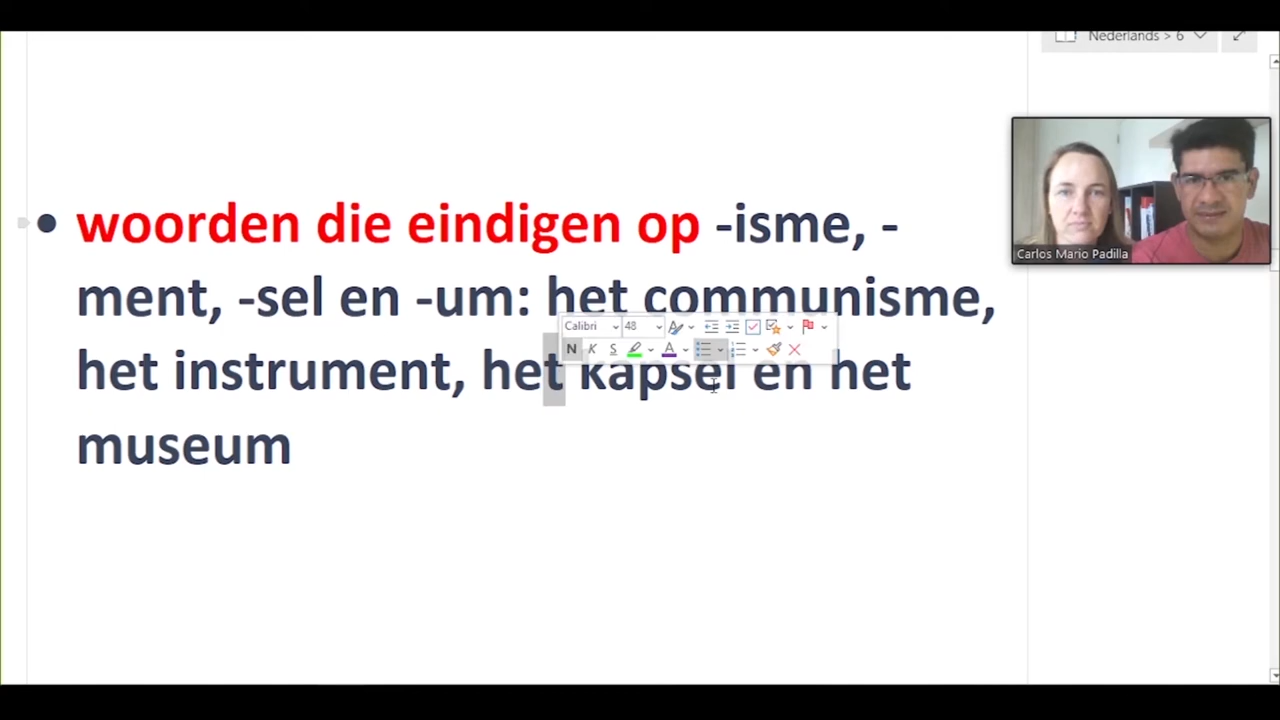 Nederlands > 6
• woorden die eindigen op -isme, -
ment, -sel en -um: het communisme,
Calibri 48
N K S A
het instrument, het kapsel en het
museum
Carlos Mario Padilla